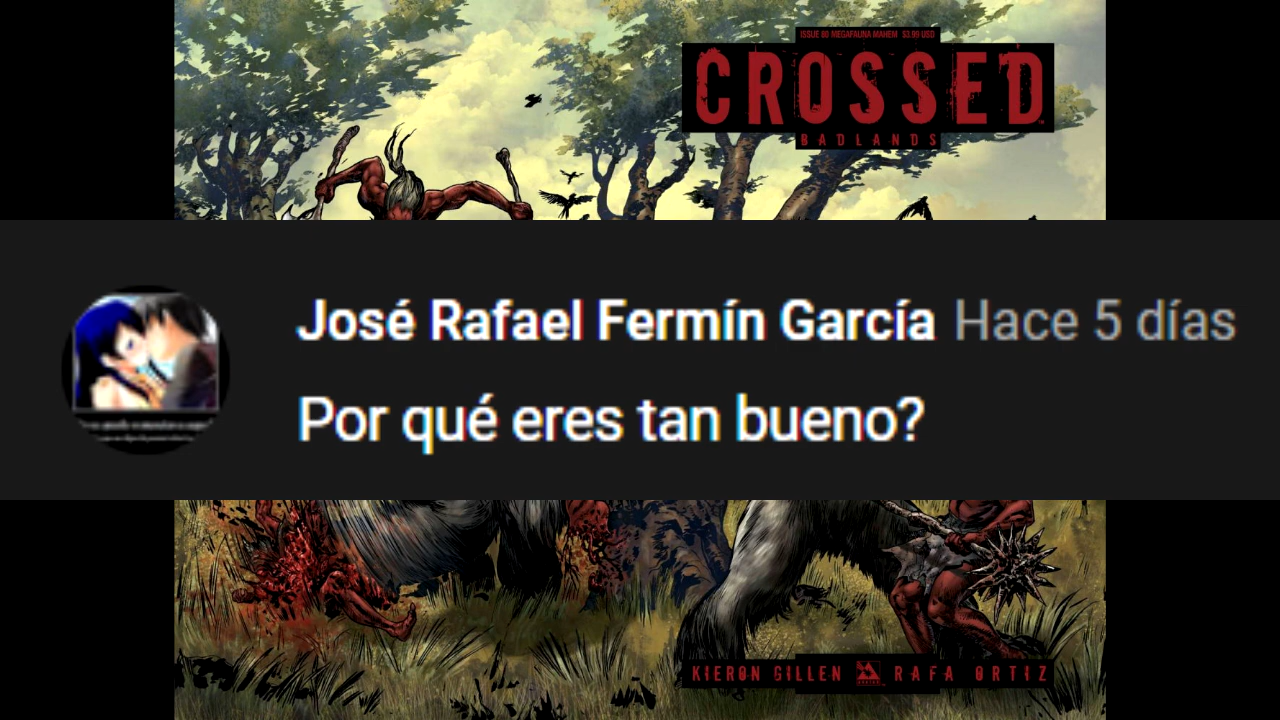 ISSUE 80 MEGAFAUNA MAHEM $3.99 USD
CROSSED
BADLANDS
José Rafael Fermín García Hace 5 días
Por qué eres tan bueno?
KIERON GILLEN RAFA ORTIZ